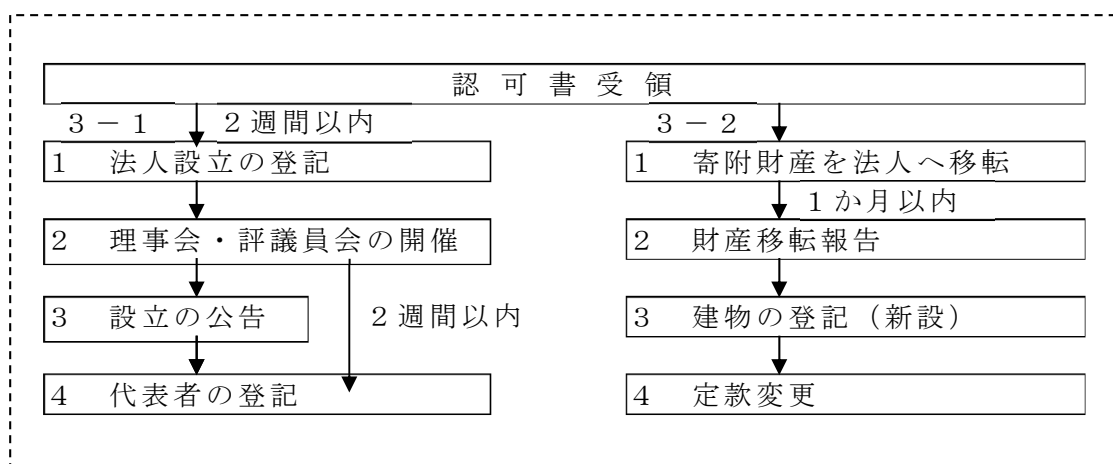 認可書受領
３－１ ２週間以内
１ 法人設立の登記
２ 理事会・評議員会の開催
３ 設立の公告
２週間以内
４ 代表者の登記
３－２
１ 寄附財産を法人へ移転
１か月以内
２ 財産移転報告
３ 建物の登記（新設）
４ 定款変更